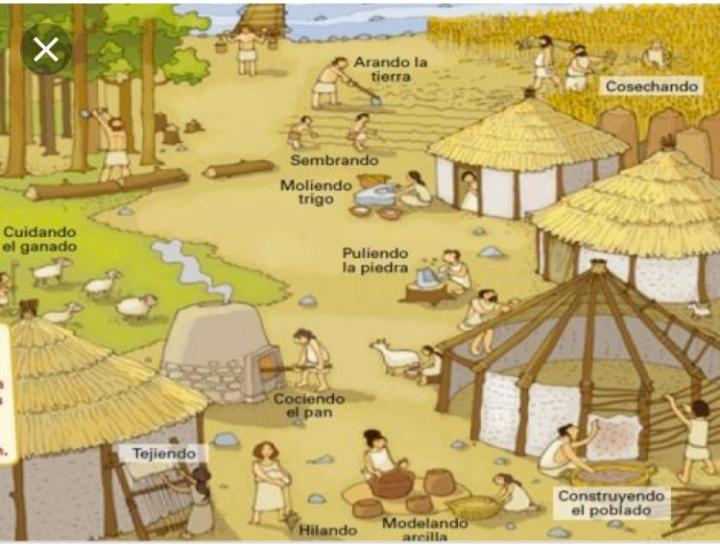 Arando la
tierra
Cosechando
Sembrando
Moliendo
trigo
Cuidando
el ganado
Puliendo
la piedra
Cociendo
el pan
Tejiendo
Construyendo
el poblado
Hilando
Modelando
arcilla